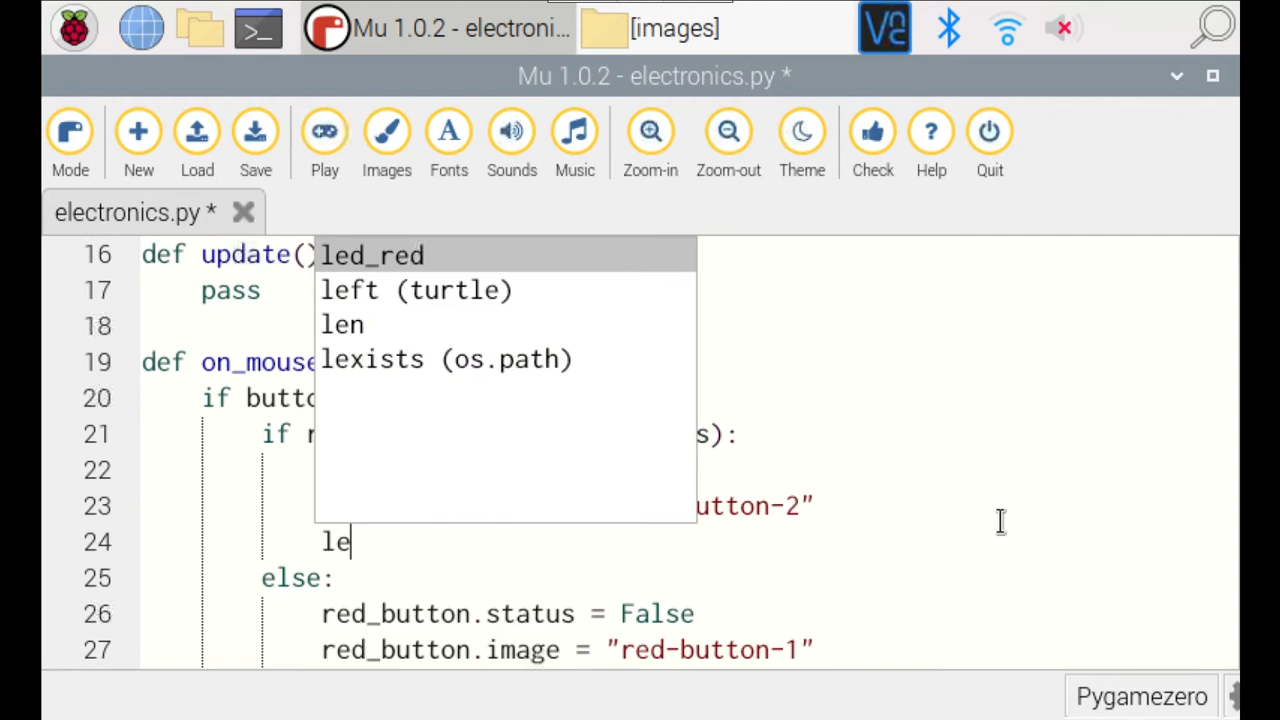 Mu 1.0.2 - electroni...
[images]
Mu 1.0.2 - electronics.py *
Mode New Load Save Play Images Fonts Sounds Music Zoom-in Zoom-out Theme Check Help Quit
electronics.py *
16 def update()
led_red
17 pass
left (turtle)
18
len
19 def on_mouse
lexists (os.path)
20 if butto
21 if r s):
22
23 utton-2"
24 le
25 else:
26 red_button.status = False
27 red_button.image = "red-button-1"
Pygamezero